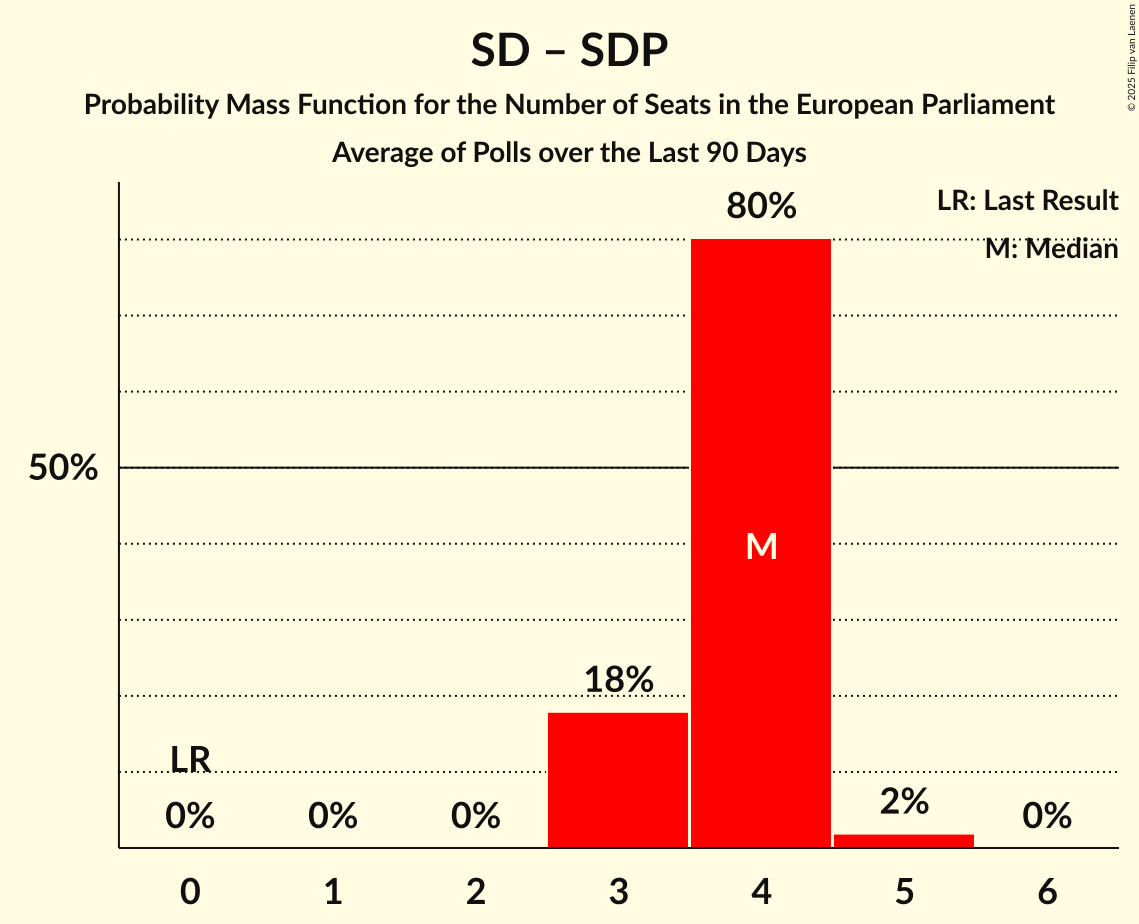 SD – SDP
Probability Mass Function for the Number of Seats in the European Parliament
Average of Polls over the Last 90 Days
© 2025 Filip van Laenen
LR: Last Result
M: Median
80%
50%
M
18%
LR
0%
0%
0%
2%
0%
0
1
2
3
4
5
6